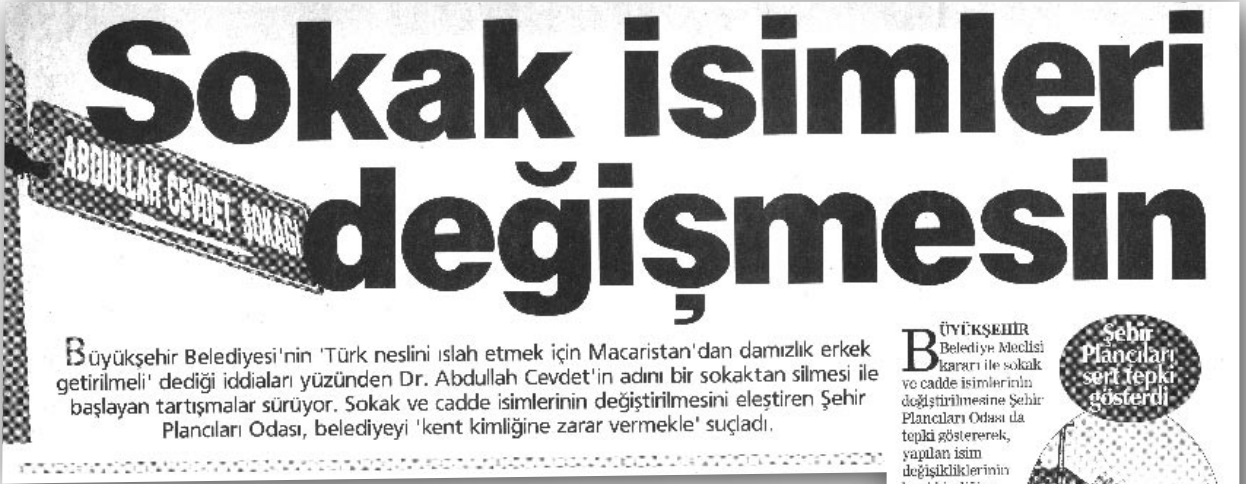 Sokak isimleri
değişmesin
ABDULLAH CEVDET SOKAĞI
Büyükşehir Belediyesi'nin 'Türk neslini ıslah etmek için Macaristan'dan damızlık erkek
getirilmeli' dediği iddiaları yüzünden Dr. Abdullah Cevdet'in adını bir sokaktan silmesi ile
başlayan tartışmalar sürüyor. Sokak ve cadde isimlerinin değiştirilmesini eleştiren Şehir
Plancıları Odası, belediyeyi 'kent kimliğine zarar vermekle' suçladı.
BÜYÜKŞEHİR
Belediye Meclisi
kararı ile sokak
ve cadde isimlerinin
değiştirilmesine Şehir
Plancıları Odası da
tepki göstererek,
yapılan isim
değişikliklerinin
Şehir
Plancıları
sert tepki
gösterdi